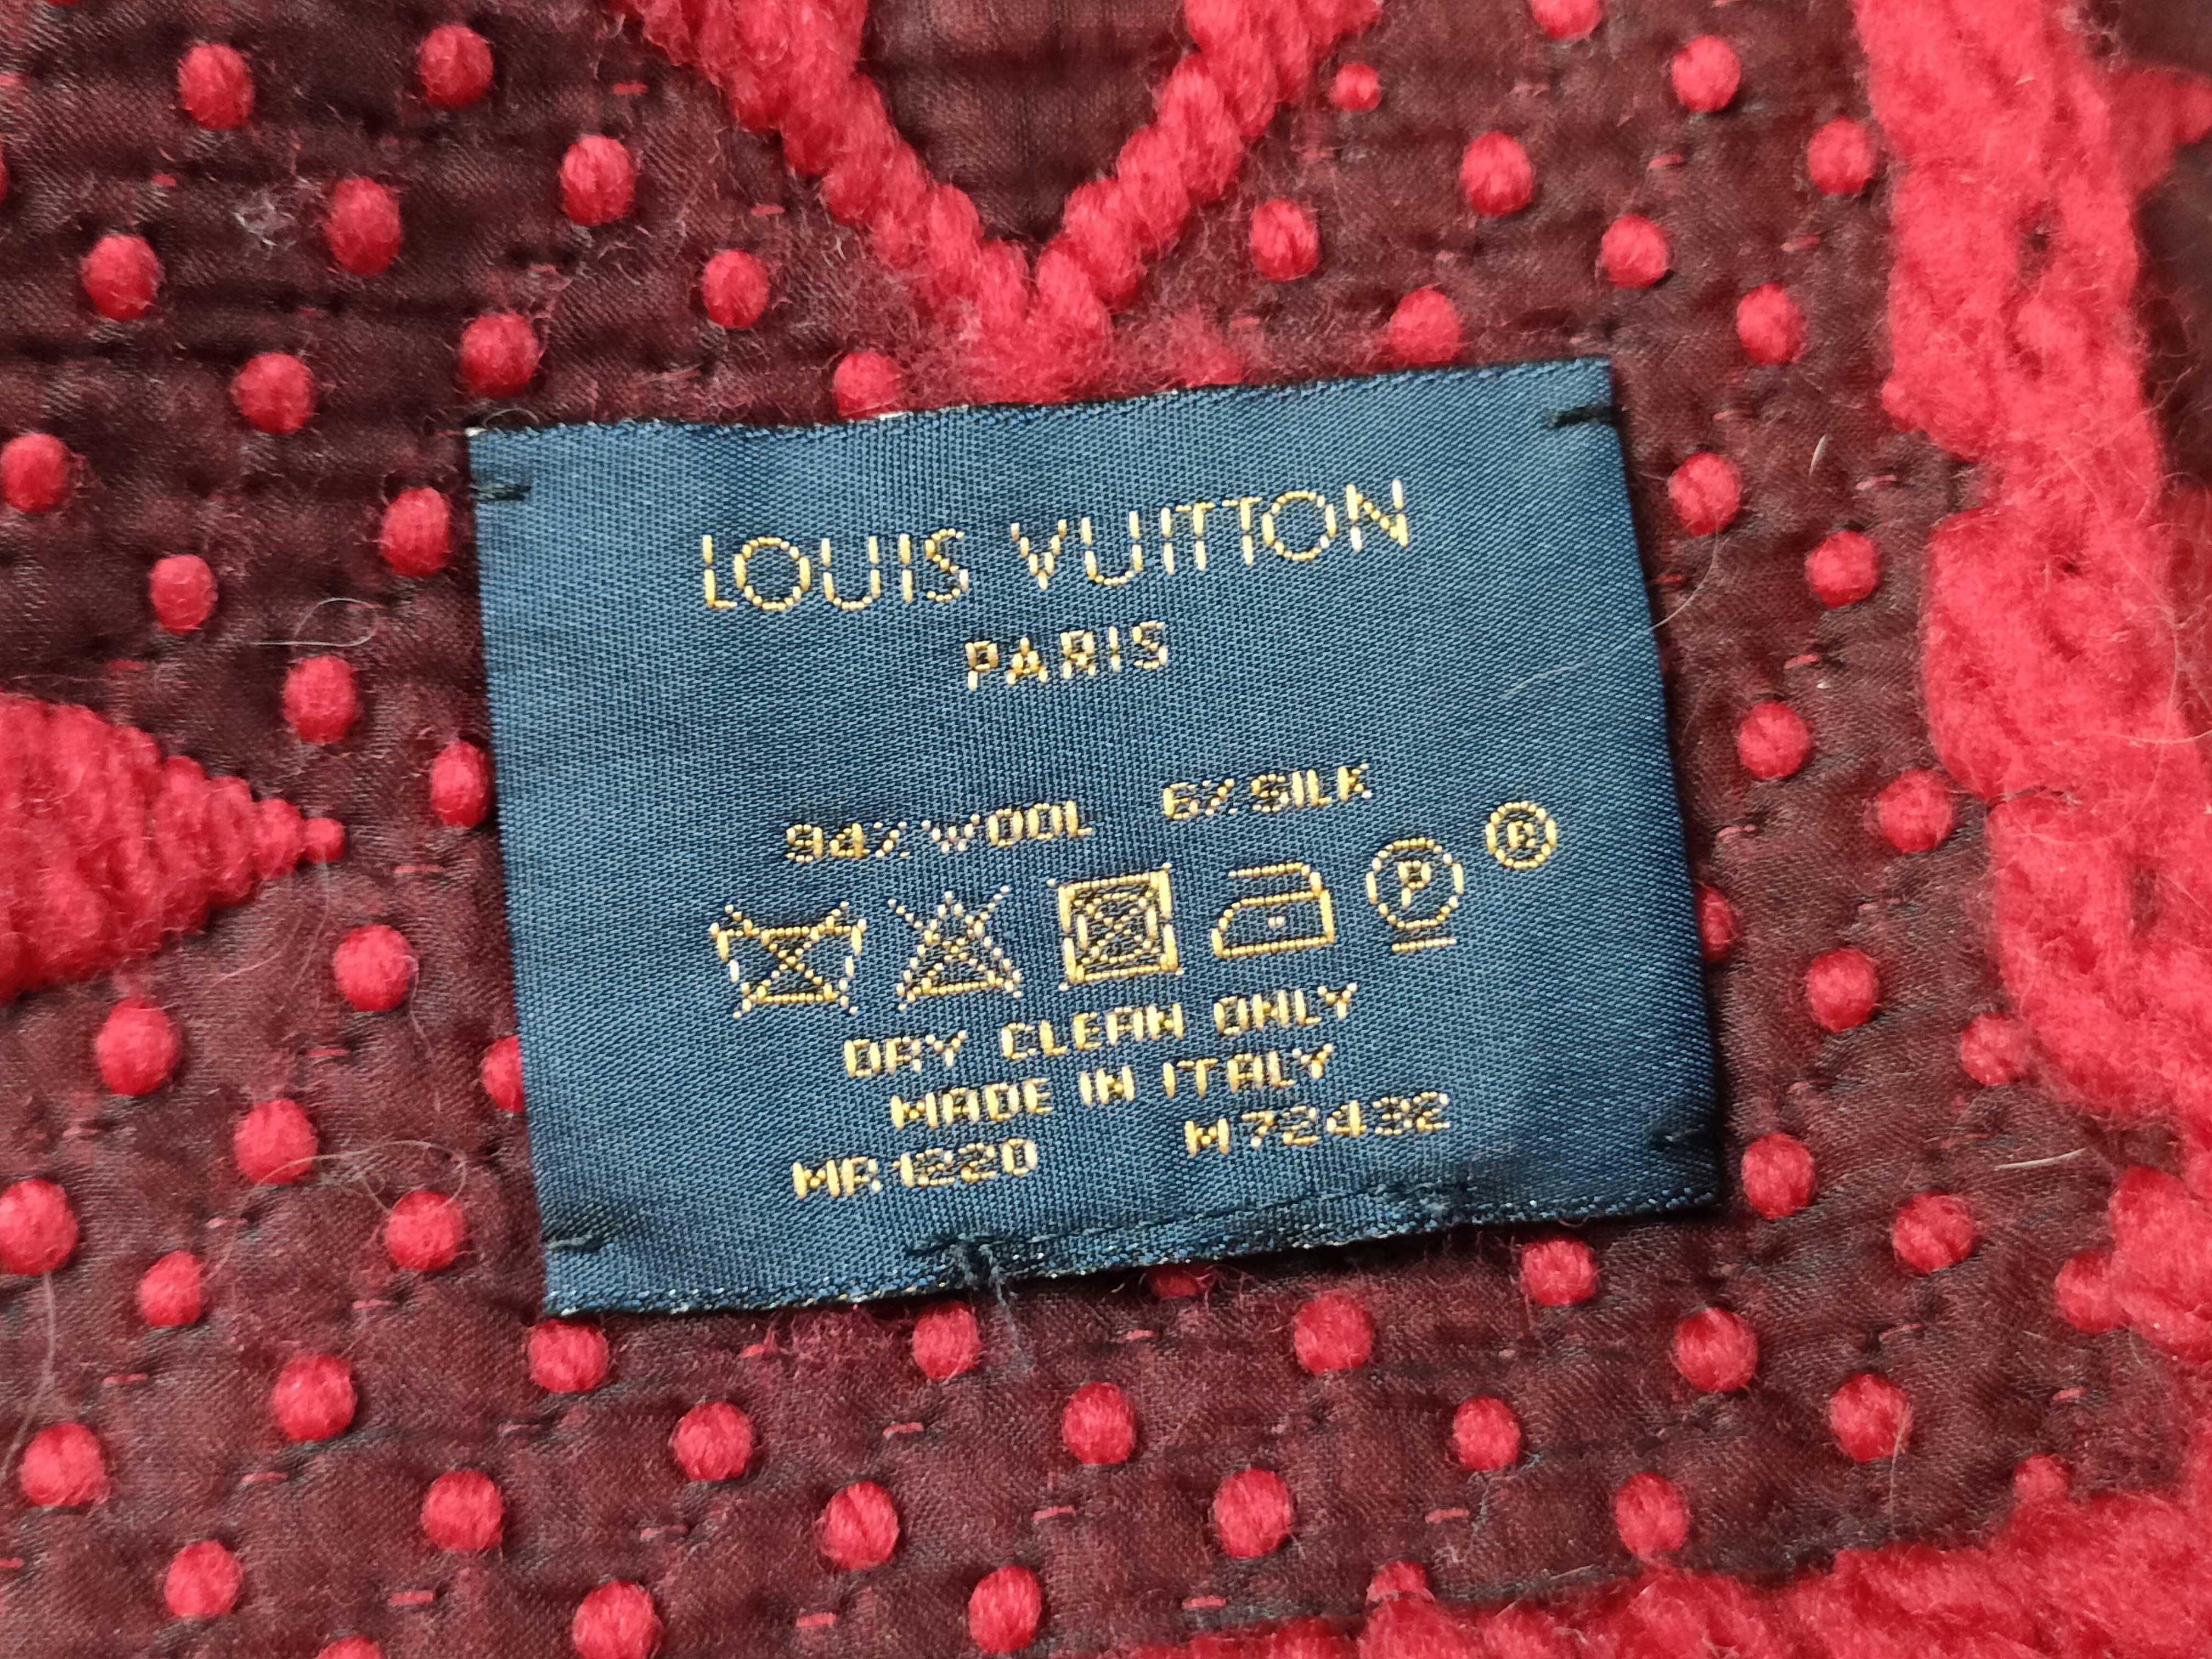 LOUIS VUITTON
PARIS
94% WOOL 6% SILK
P ®
DRY CLEAN ONLY
MADE IN ITALY
MR1220 M72432